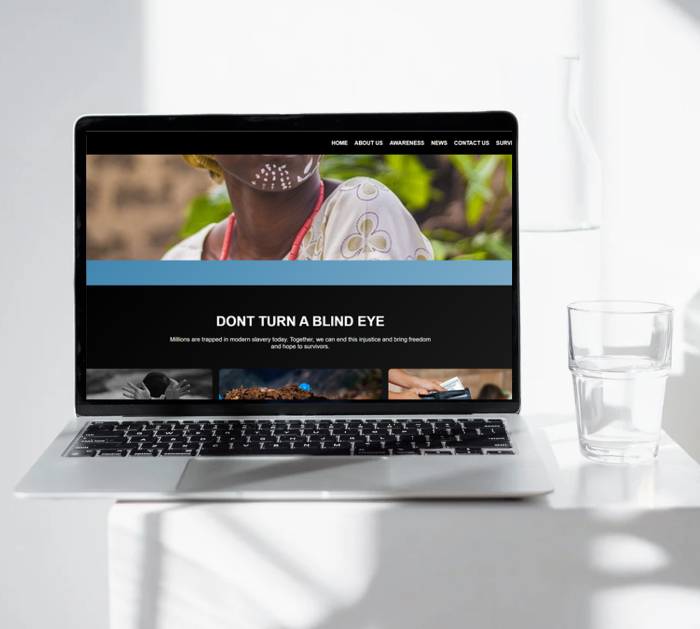 HOME ABOUT US AWARENESS NEWS CONTACT US SURVI
DONT TURN A BLIND EYE
Millions are trapped in modern slavery today. Together, we can end this injustice and bring freedom
and hope to survivors.